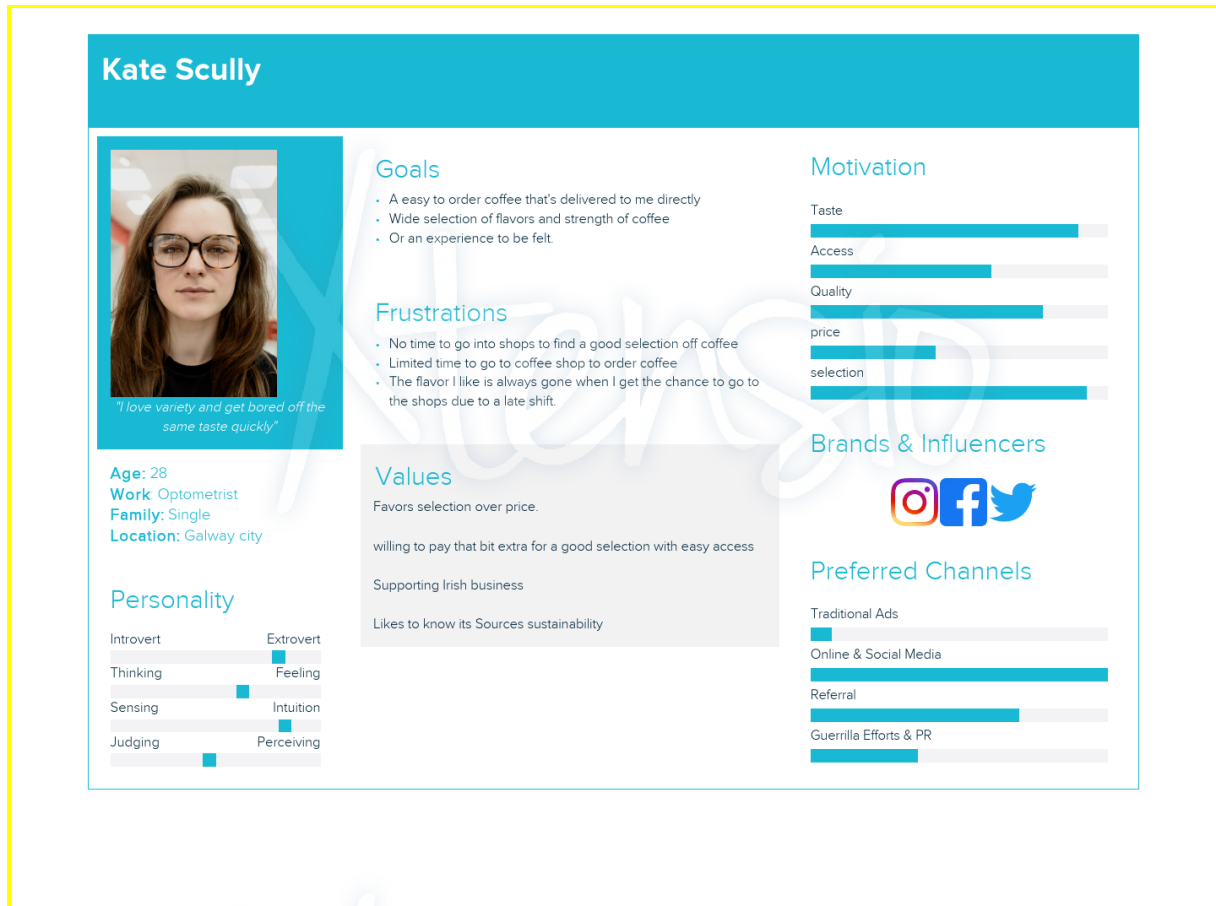 Kate Scully
"I love variety and get bored off the
same taste quickly"
Age: 28
Work: Optometrist
Family: Single
Location: Galway city
Personality
Introvert Extrovert
Thinking Feeling
Sensing Intuition
Judging Perceiving
Goals
A easy to order coffee that's delivered to me directly
Wide selection of flavors and strength of coffee
Or an experience to be felt.
Frustrations
No time to go into shops to find a good selection off coffee
Limited time to go to coffee shop to order coffee
The flavor I like is always gone when I get the chance to go to
the shops due to a late shift.
Values
Favors selection over price.
willing to pay that bit extra for a good selection with easy access
Supporting Irish business
Likes to know its Sources sustainability
Motivation
Taste
Access
Quality
price
selection
Brands & Influencers
Preferred Channels
Traditional Ads
Online & Social Media
Referral
Guerrilla Efforts & PR
Xtensio